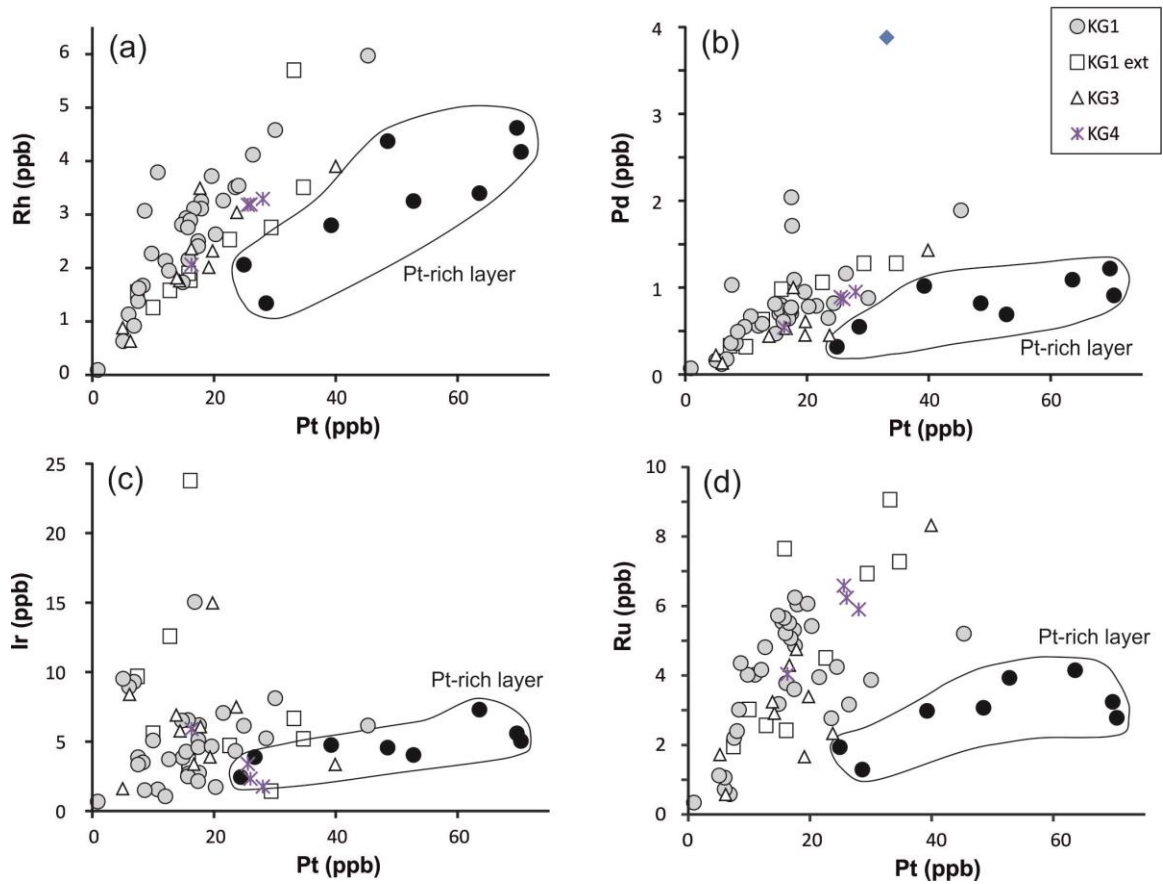 (a)
6
5
4
3
2
1
0
Rh (ppb)
0 20 40 60
Pt (ppb)
Pt-rich layer
(b)
4
3
2
1
0
Pd (ppb)
0 20 40 60
Pt (ppb)
Pt-rich layer
KG1
KG1 ext
KG3
KG4
(c)
25
20
15
10
5
0
Ir (ppb)
0 20 40 60
Pt (ppb)
Pt-rich layer
(d)
10
8
6
4
2
0
Ru (ppb)
0 20 40 60
Pt (ppb)
Pt-rich layer